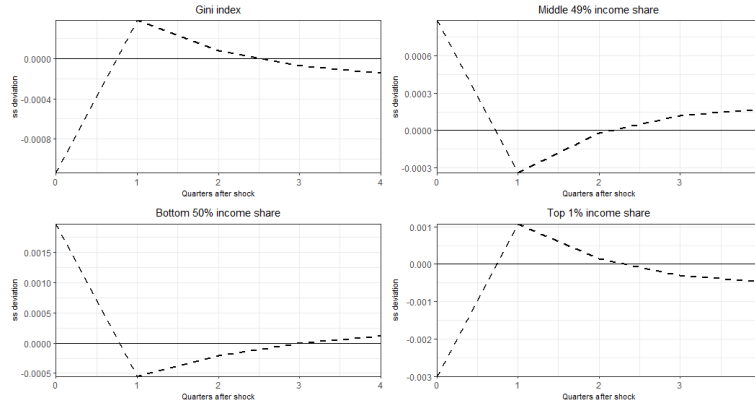 Gini index
0.0000
-0.0004
-0.0008
ss deviation
0 1 2 3 4
Quarters after shock
Middle 49% income share
0.0006
0.0003
0.0000
-0.0003
ss deviation
0 1 2 3
Quarters after shock
Bottom 50% income share
0.0015
0.0010
0.0005
0.0000
-0.0005
ss deviation
0 1 2 3 4
Quarters after shock
Top 1% income share
0.001
0.000
-0.001
-0.002
-0.003
ss deviation
0 1 2 3
Quarters after shock